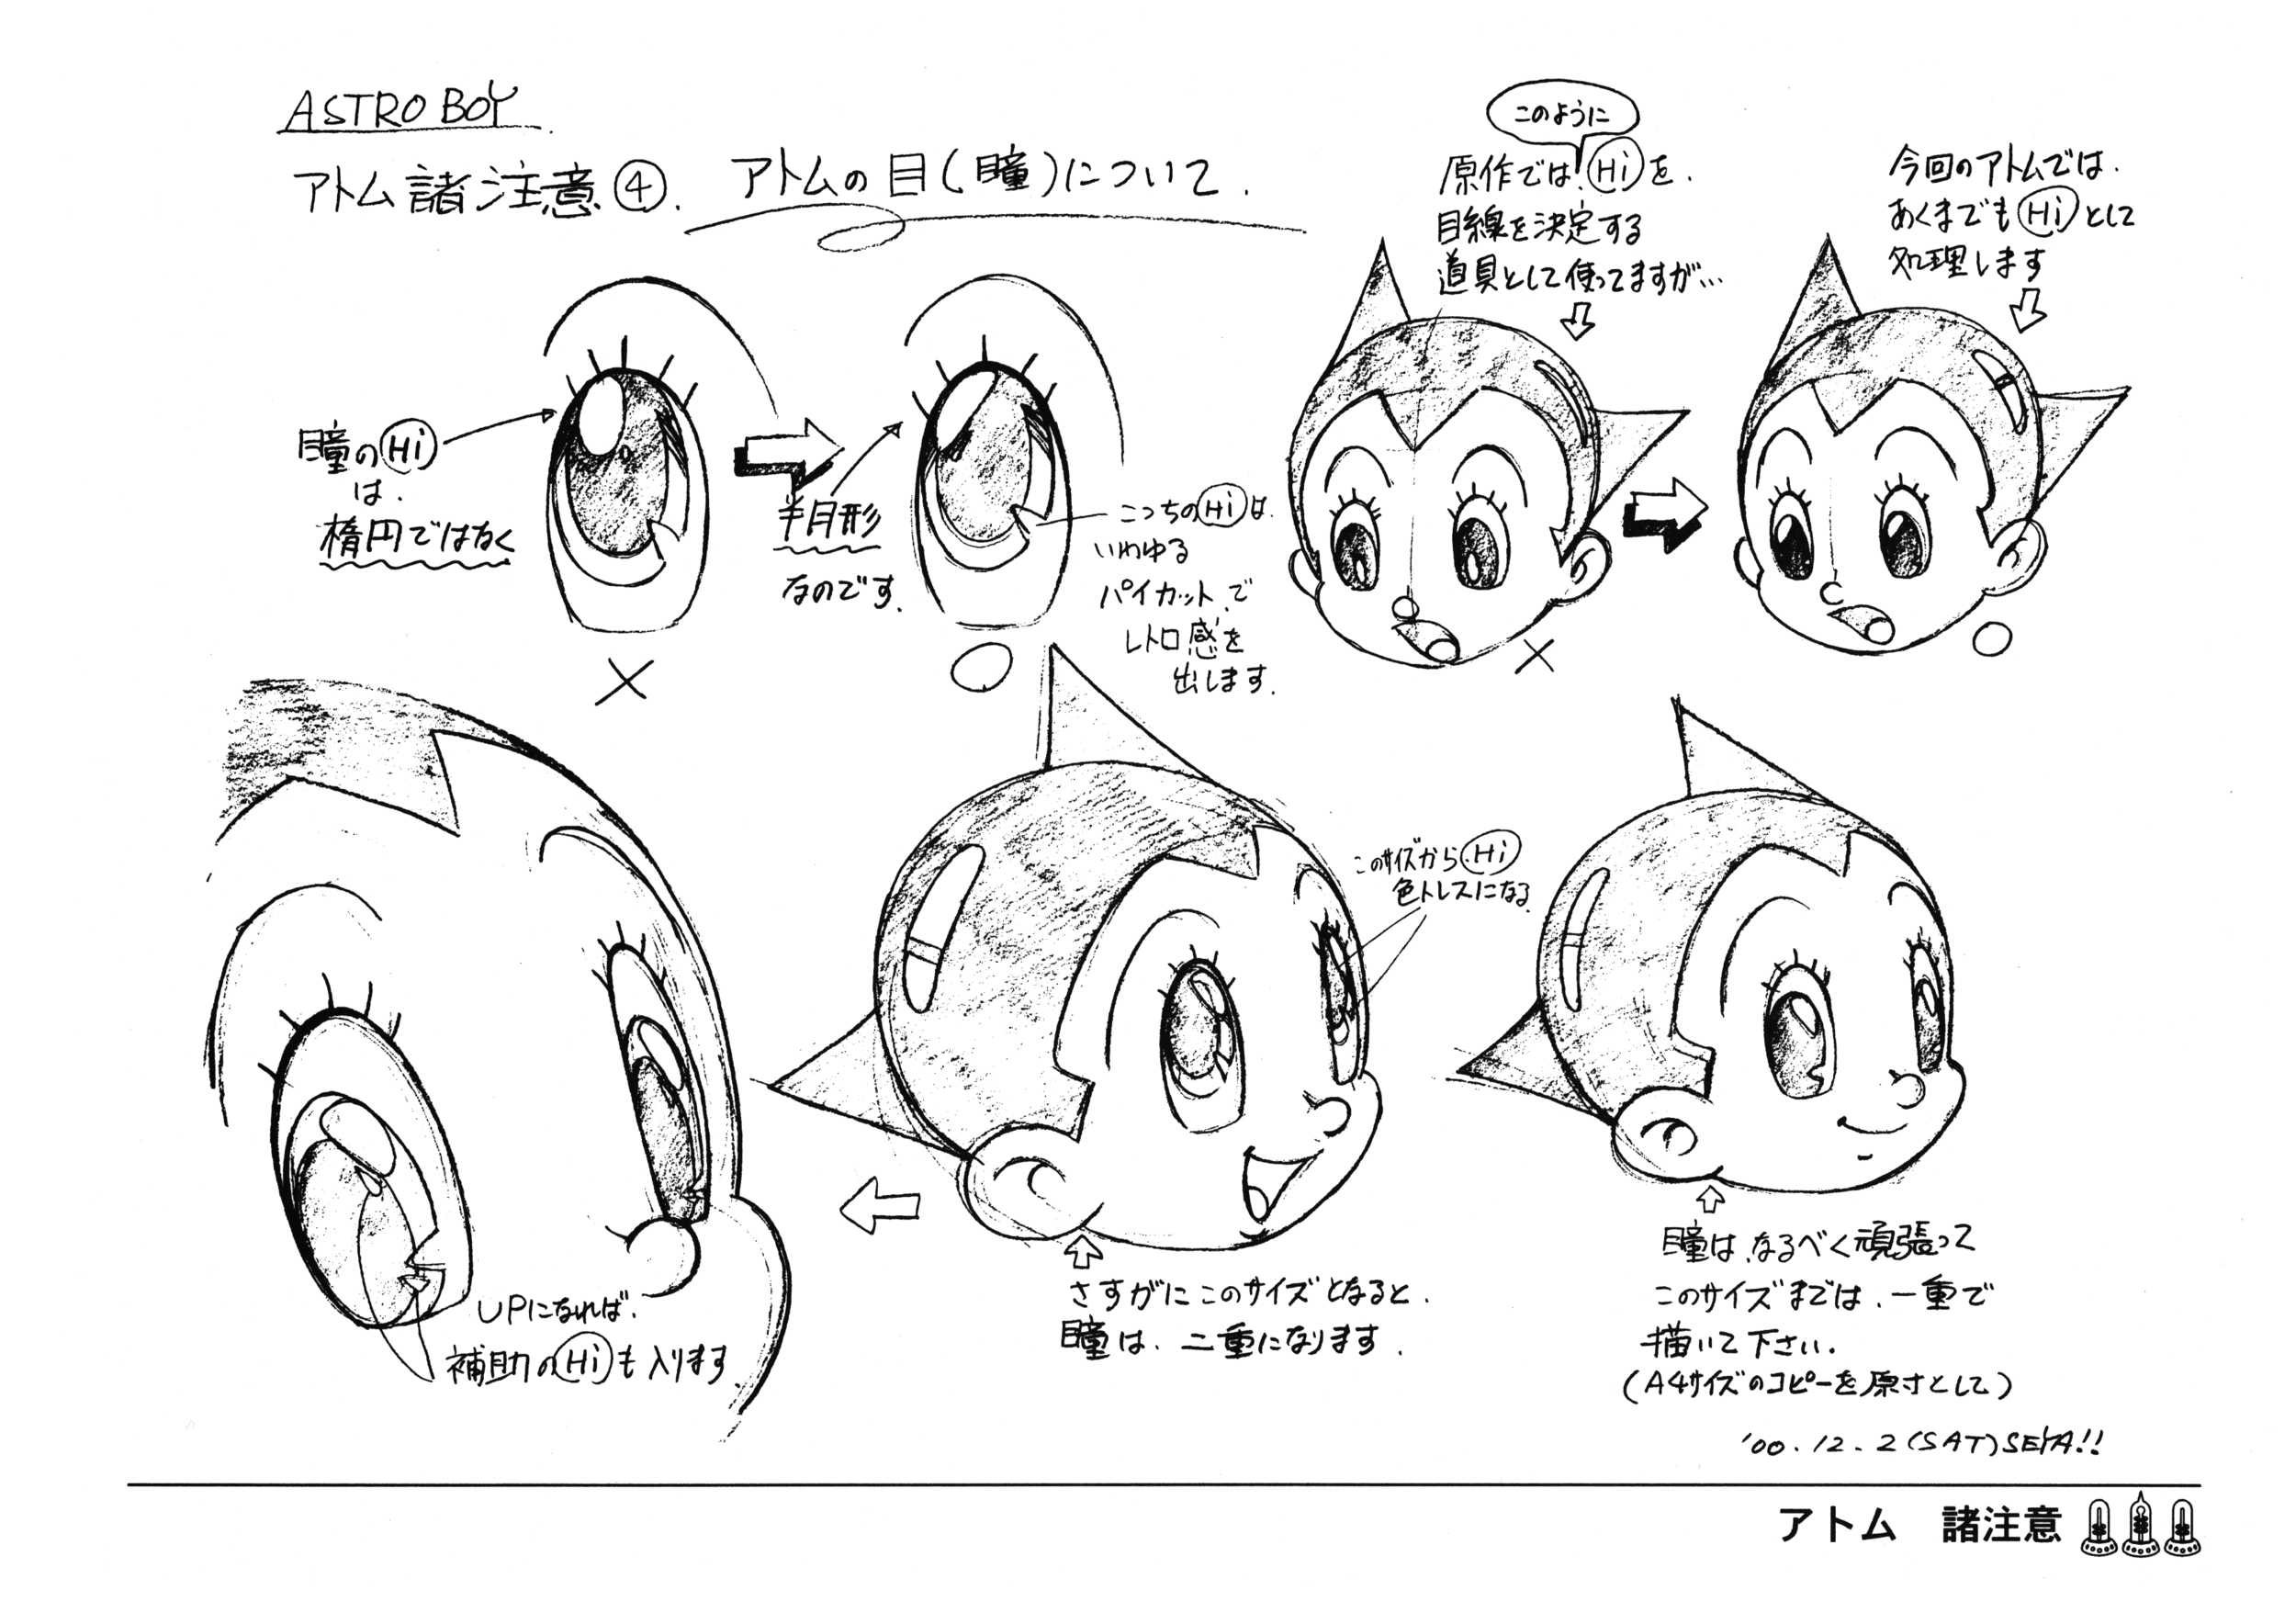 ASTRO BOY
アトム諸注意④. アトムの目(瞳)について.
瞳のHi
は.
楕円ではなく
半月形
なのです.
こっちのHiは.
いわゆる
パイカット.で
レトロ感を
出します.
このように
原作では.Hiを.
目線を決定する
道具として使ってますが…
今回のアトムでは.
あくまでもHiとして
処理します
このサイズからHi
色トレスになる.
UPになれば.
補助のHiも入ります.
さすがにこのサイズとなると.
瞳は.二重になります.
瞳は.なるべく頑張って
このサイズまでは.一重で
描いて下さい.
(A4サイズのコピーを原寸として)
'00.12.2(SAT)SEYA!!
アトム 諸注意